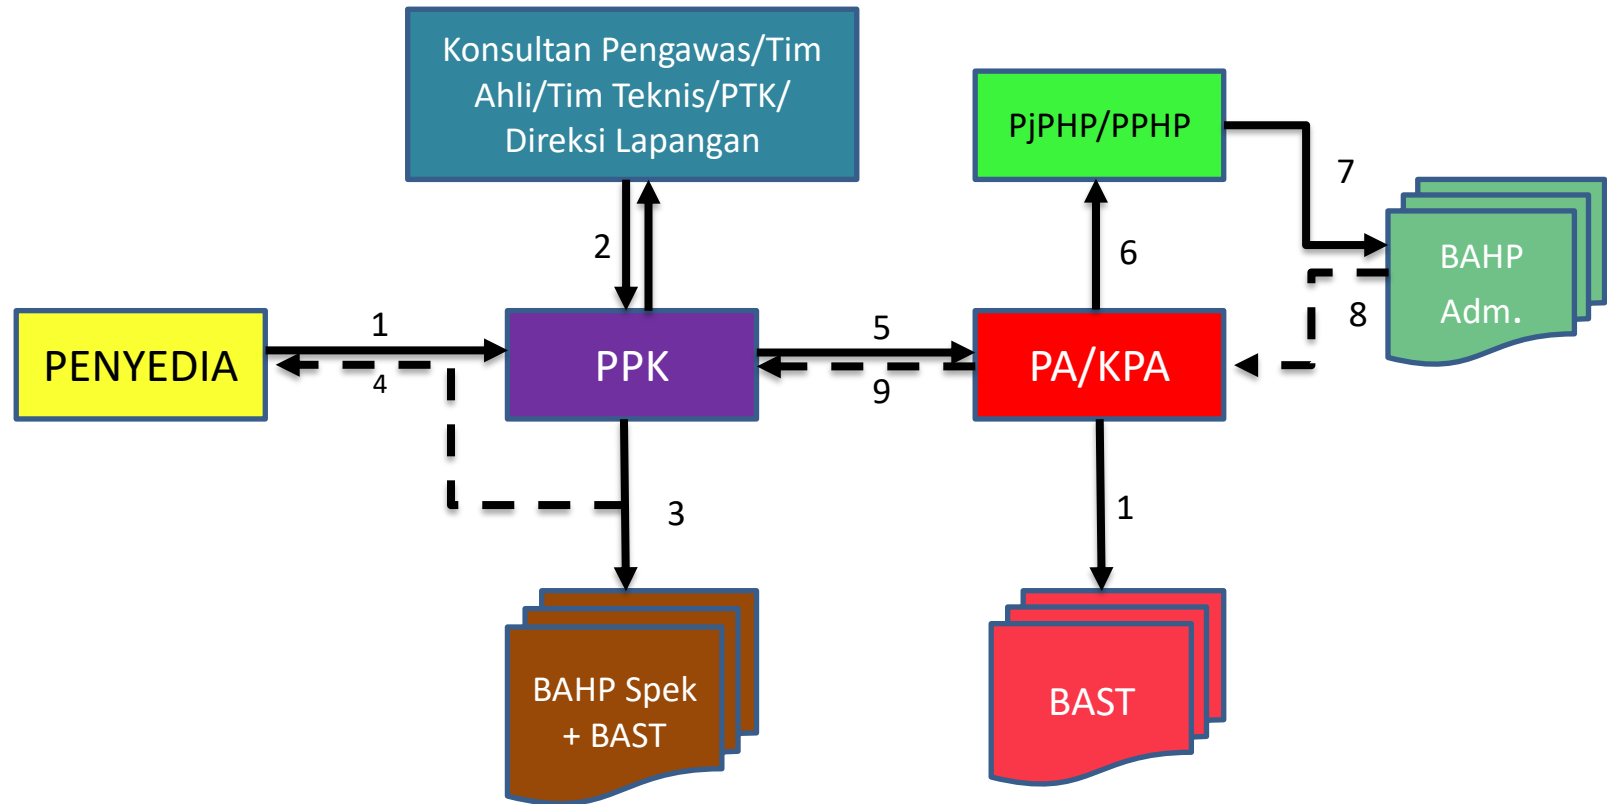 Konsultan Pengawas/Tim
Ahli/Tim Teknis/PTK/
Direksi Lapangan
PjPHP/PPHP
7
2
6
BAHP
Adm.
8
1
5
PENYEDIA
PPK
PA/KPA
4
9
3
1
BAHP Spek
+ BAST
BAST